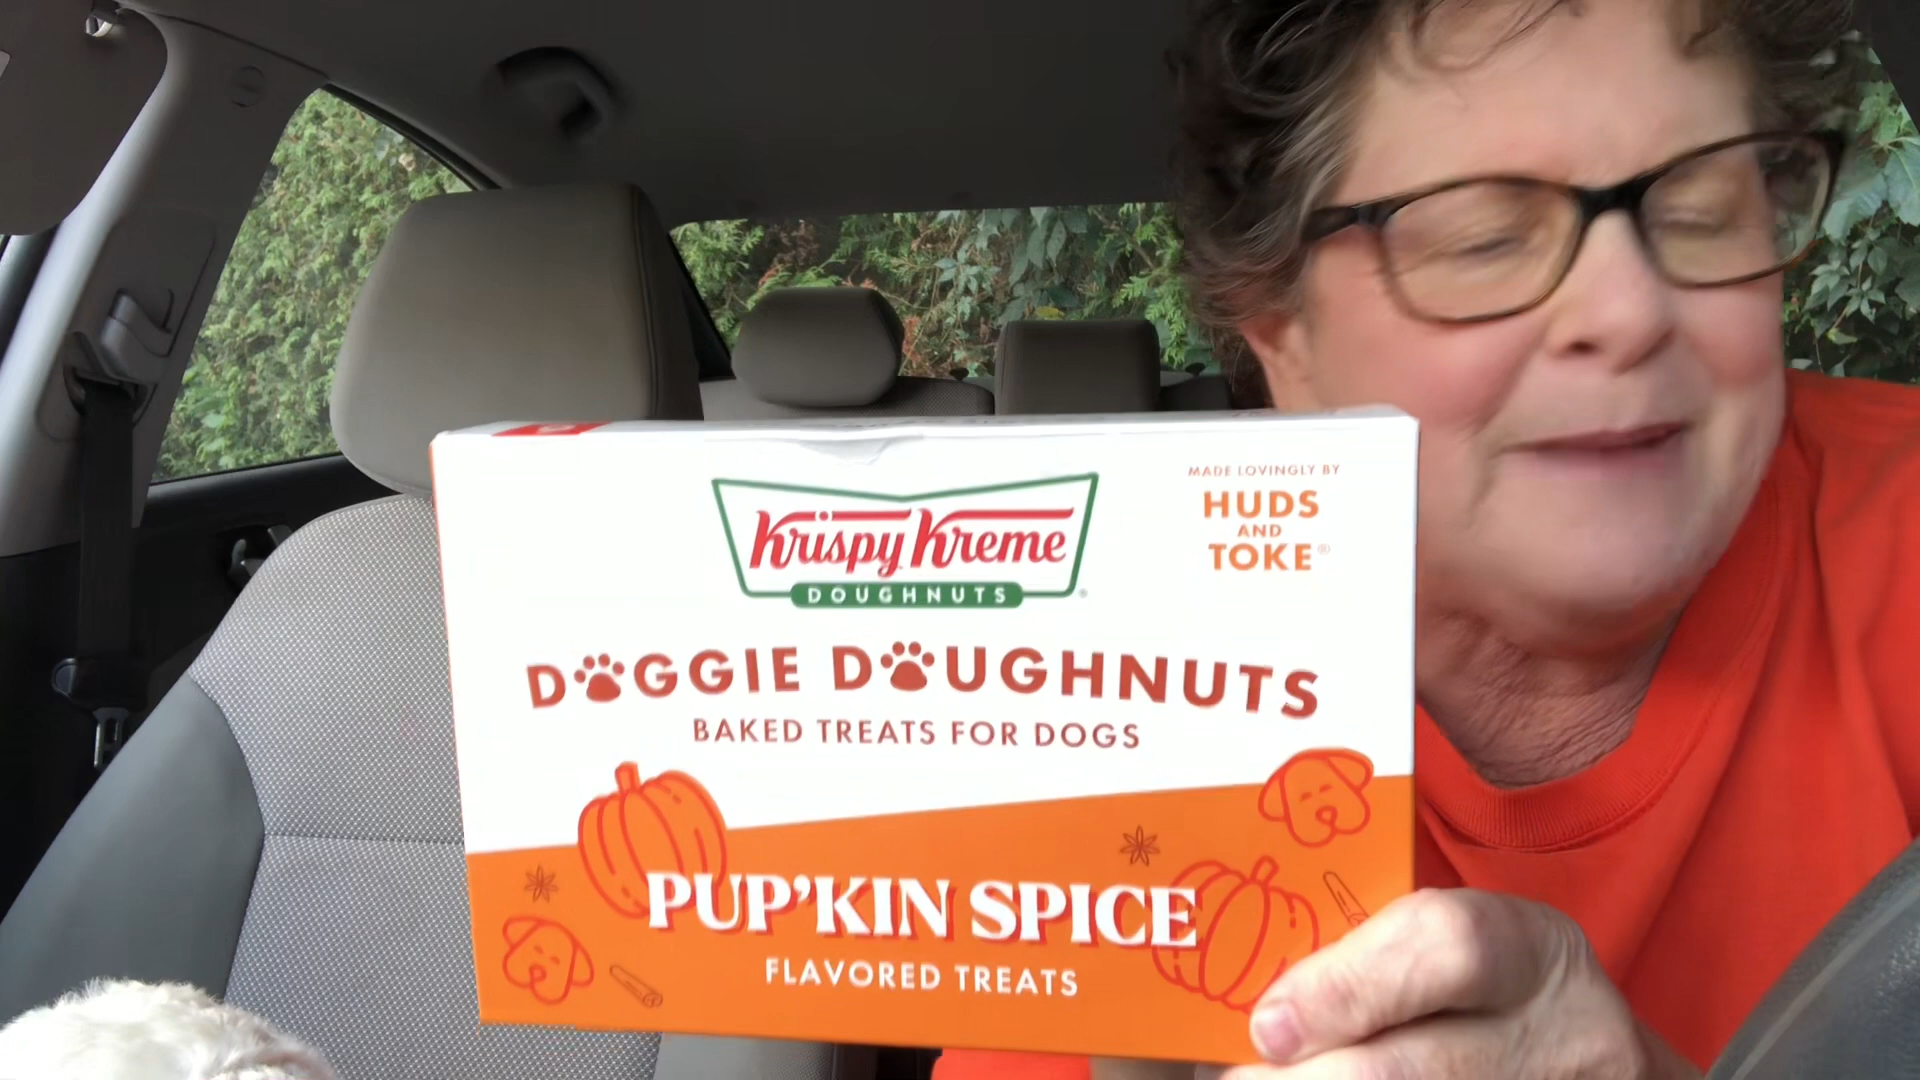 Krispy Kreme
DOUGHNUTS
MADE LOVINGLY BY
HUDS
AND
TOKE®
DOGGIE DOUGHNUTS
BAKED TREATS FOR DOGS
PUP'KIN SPICE
FLAVORED TREATS